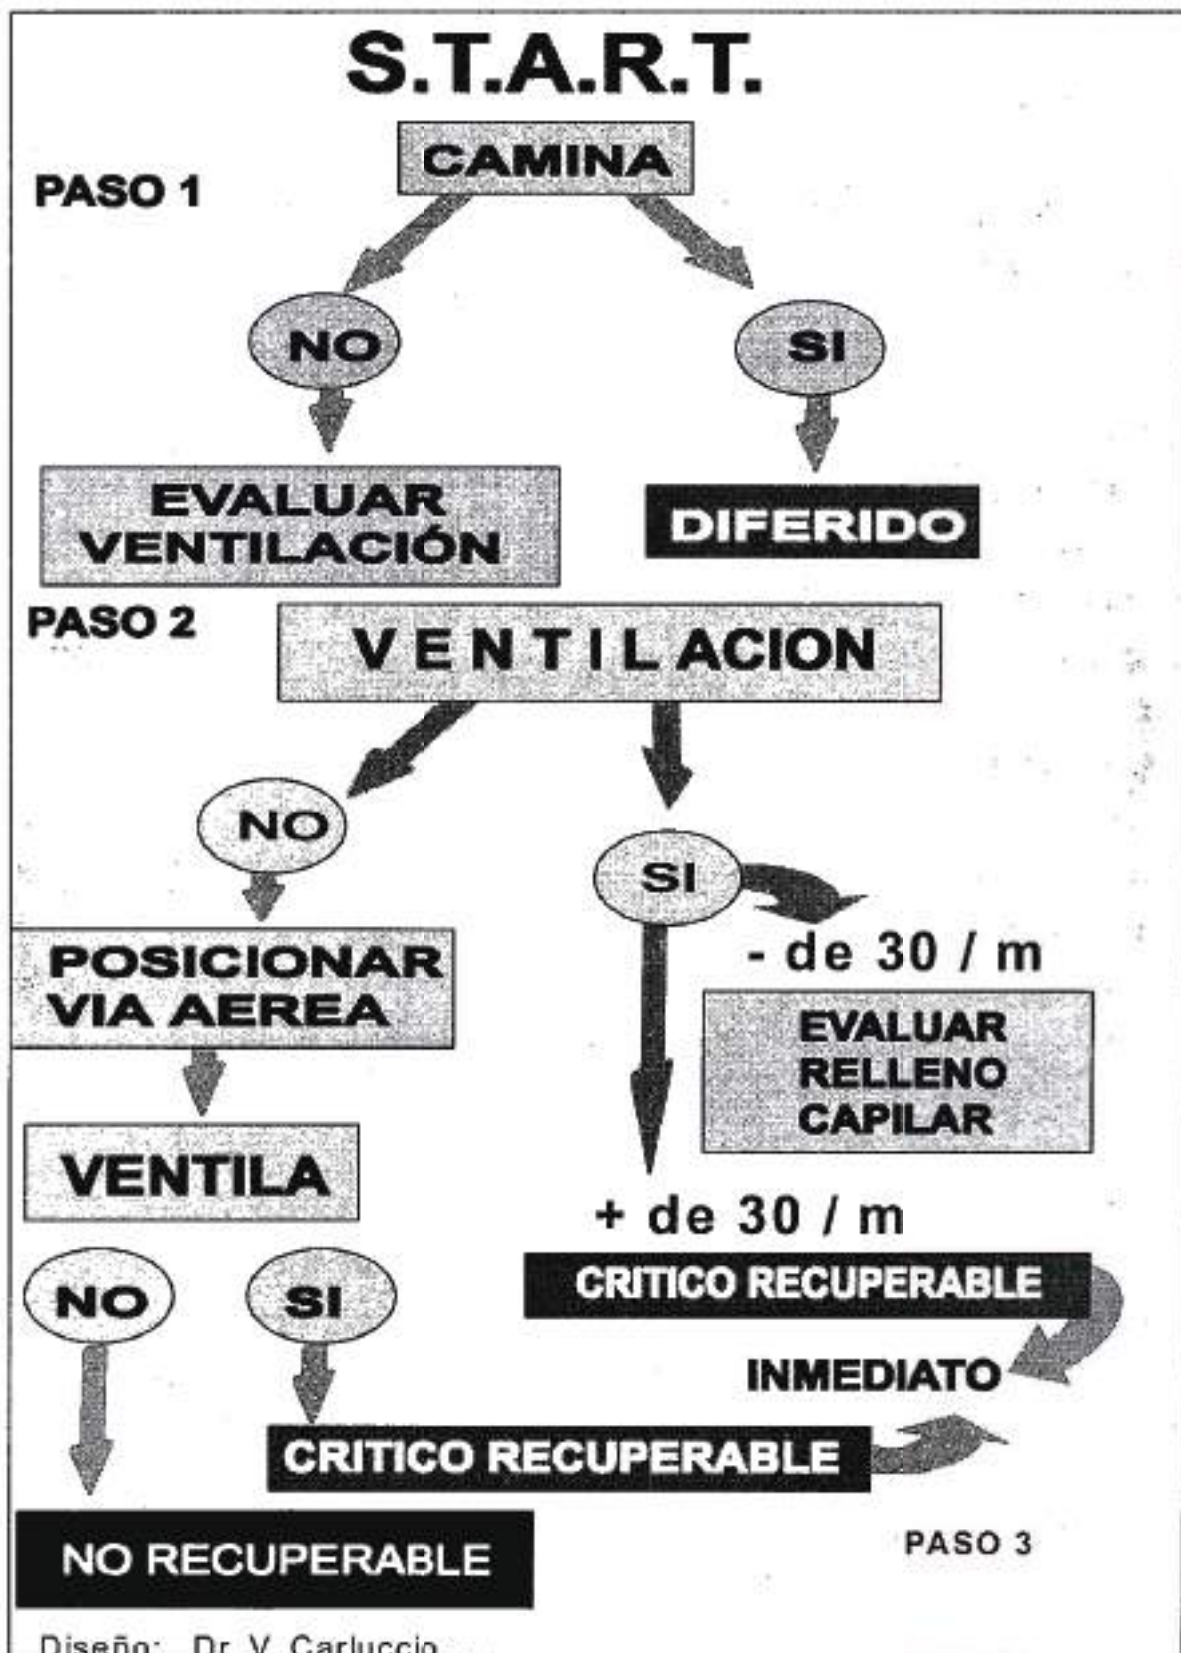 S.T.A.R.T.
CAMINA
PASO 1
NO
SI
EVALUAR
VENTILACIÓN
DIFERIDO
PASO 2
VENTILACION
NO
SI
- de 30 / m
POSICIONAR
VIA AEREA
EVALUAR
RELLENO
CAPILAR
VENTILA
+ de 30 / m
NO
SI
CRITICO RECUPERABLE
INMEDIATO
CRITICO RECUPERABLE
NO RECUPERABLE
PASO 3
Diseño: Dr. V. Carluccio